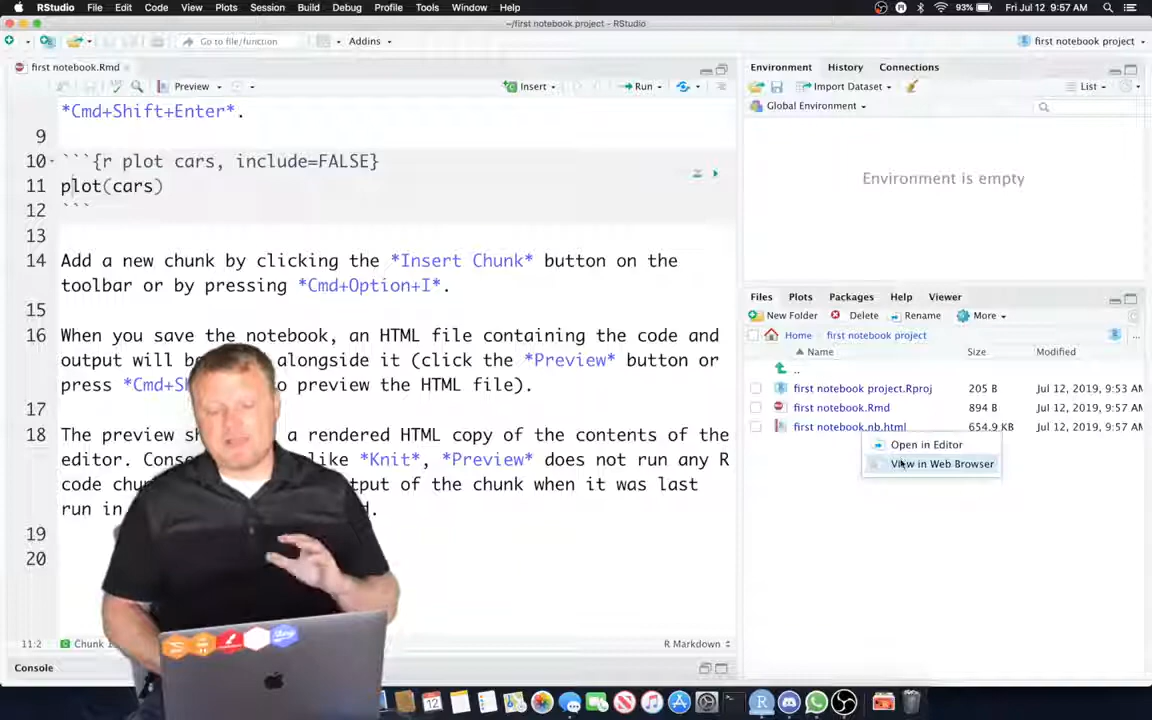 RStudio File Edit Code View Plots Session Build Debug Profile Tools Window Help 93% Fri Jul 12 9:57 AM
~/first notebook project - RStudio
Go to file/function Addins first notebook project
first notebook.Rmd
Preview Insert Run
*Cmd+Shift+Enter*.
9
10 ```{r plot cars, include=FALSE}
11 plot(cars)
12 ```
13
14 Add a new chunk by clicking the *Insert Chunk* button on the
toolbar or by pressing *Cmd+Option+I*.
15
16 When you save the notebook, an HTML file containing the code and
output will be alongside it (click the *Preview* button or
press *Cmd+Sh to preview the HTML file).
17
18 The preview sh a rendered HTML copy of the contents of the
editor. Conse like *Knit*, *Preview* does not run any R
code chu tput of the chunk when it was last
run in d.
19
20
11:2 Chunk 1 R Markdown
Console
Environment History Connections
Import Dataset List
Global Environment
Environment is empty
Files Plots Packages Help Viewer
New Folder Delete Rename More
Home first notebook project
Name Size Modified
..
first notebook project.Rproj 205 B Jul 12, 2019, 9:53 AM
first notebook.Rmd 894 B Jul 12, 2019, 9:57 AM
first notebook.nb.html 654.9 KB Jul 12, 2019, 9:57 AM
Open in Editor
View in Web Browser